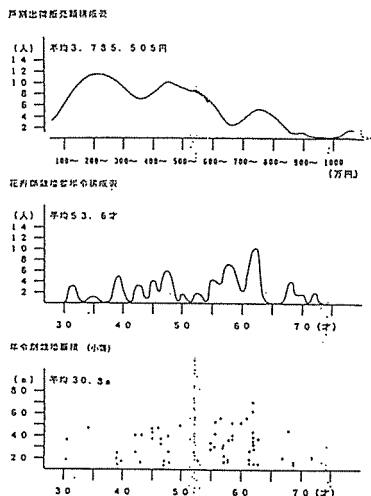 戸別出荷販売額構成表
(人) 平均3,735,505円
14
12
10
8
6
4
2
100~ 200~ 300~ 400~ 500~ 600~ 700~ 800~ 900~ 1000
(万円)
花卉部栽培者年令構成表
(人) 平均53.6才
14
12
10
8
6
4
2
30 40 50 60 70(才)
年令別栽培面積 (小類)
(a) 平均30.3a
80
60
40
20
30 40 50 60 70(才)